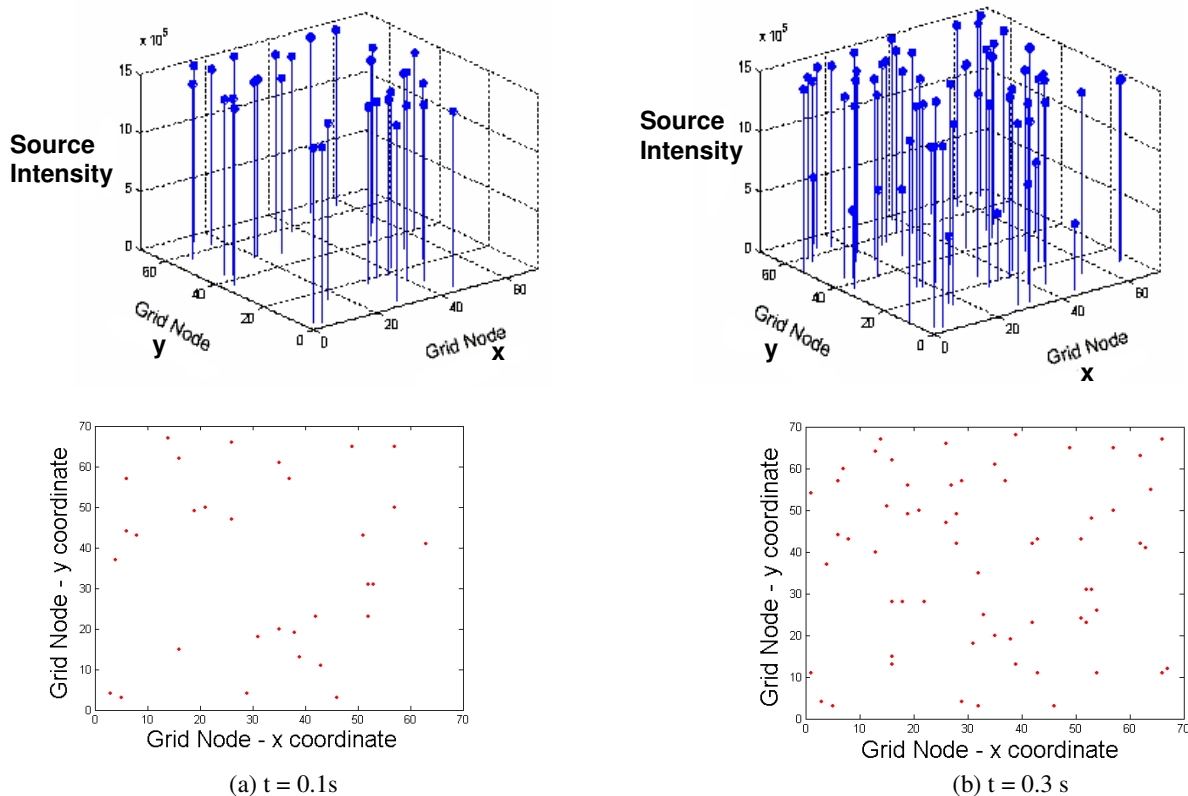 x 10⁵
15
10
5
0
Source
Intensity
60
40
20
0
0
20
40
60
Grid Node
y
Grid Node
x
x 10⁵
15
10
5
0
Source
Intensity
60
40
20
0
0
20
40
60
Grid Node
y
Grid Node
x
70
60
50
40
30
20
10
0
0 10 20 30 40 50 60 70
Grid Node - y coordinate
Grid Node - x coordinate
70
60
50
40
30
20
10
0
0 10 20 30 40 50 60 70
Grid Node - y coordinate
Grid Node - x coordinate
(a) t = 0.1s
(b) t = 0.3 s